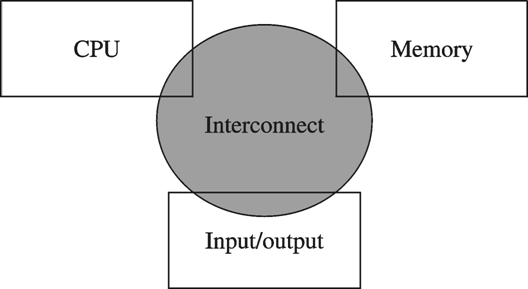 CPU
Memory
Interconnect
Input/output